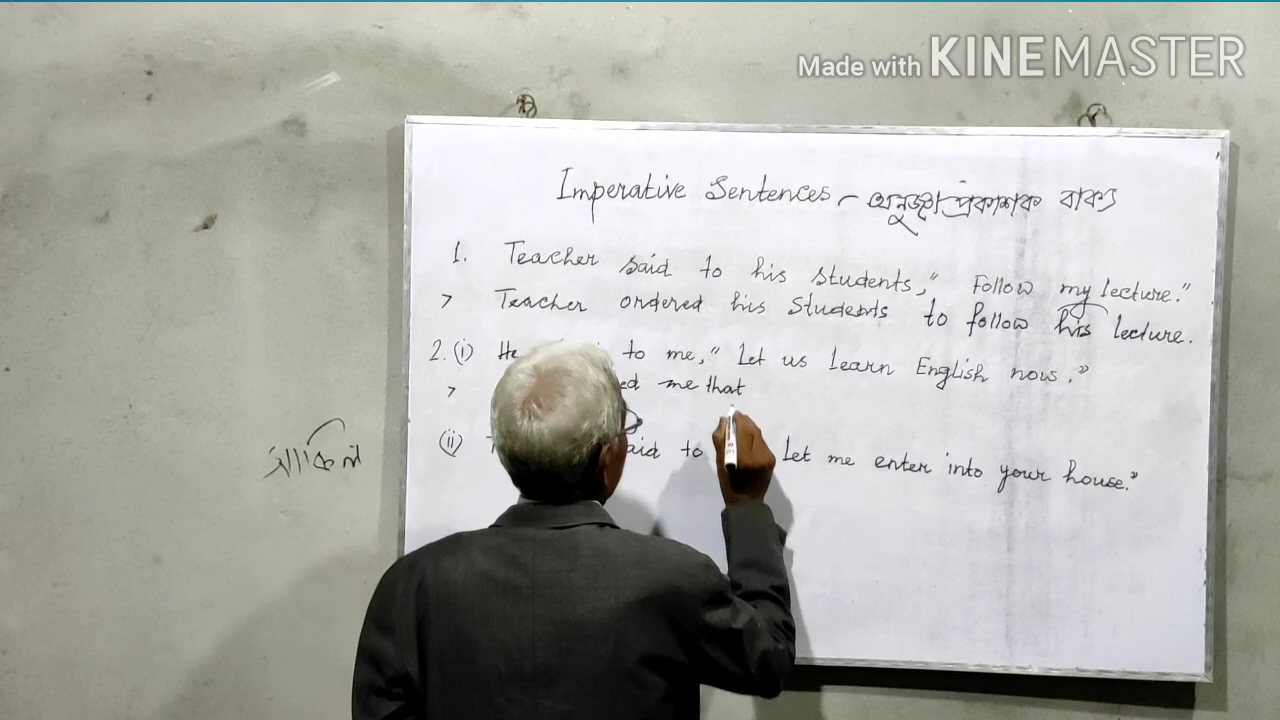 Made with KINEMASTER
Imperative Sentences - অনুজ্ঞা প্রকাশক বাক্য
1. Teacher said to his students, " Follow my lecture."
> Teacher ordered his students to follow his lecture.
2. (i) He to me, " Let us learn English now."
> ed me that
(ii) said to Let me enter into your house."